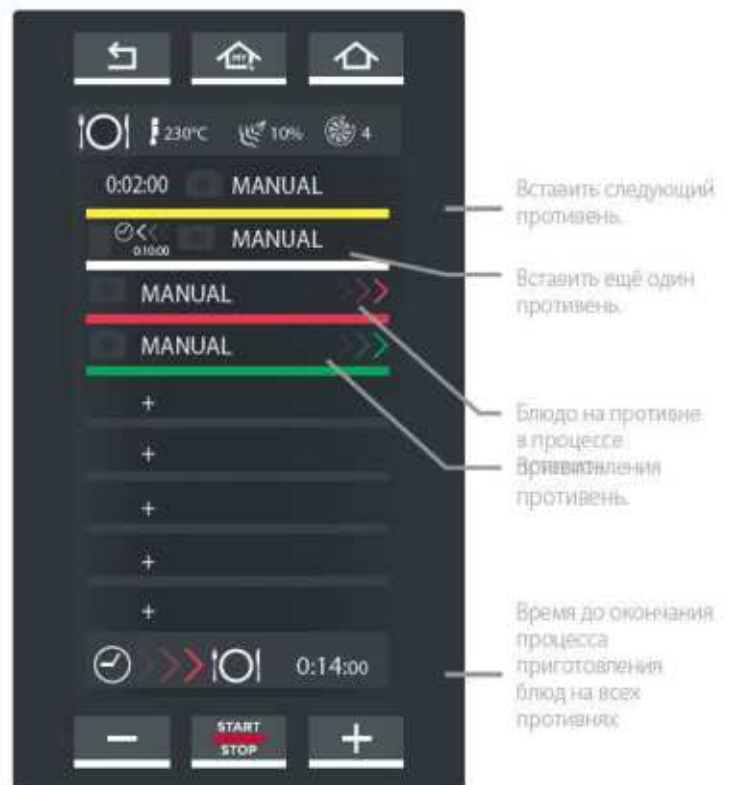 MY
230°C 10% 4
0:02:00 MANUAL
0:10:00 MANUAL
MANUAL
MANUAL
+
+
+
+
+
0:14:00
START
STOP
Вставить следующий
противень.
Вставить ещё один
противень.
Блюдо на противне
в процессе
Вставить
противень.
Время до окончания
процесса
приготовления
блюд на всех
противнях